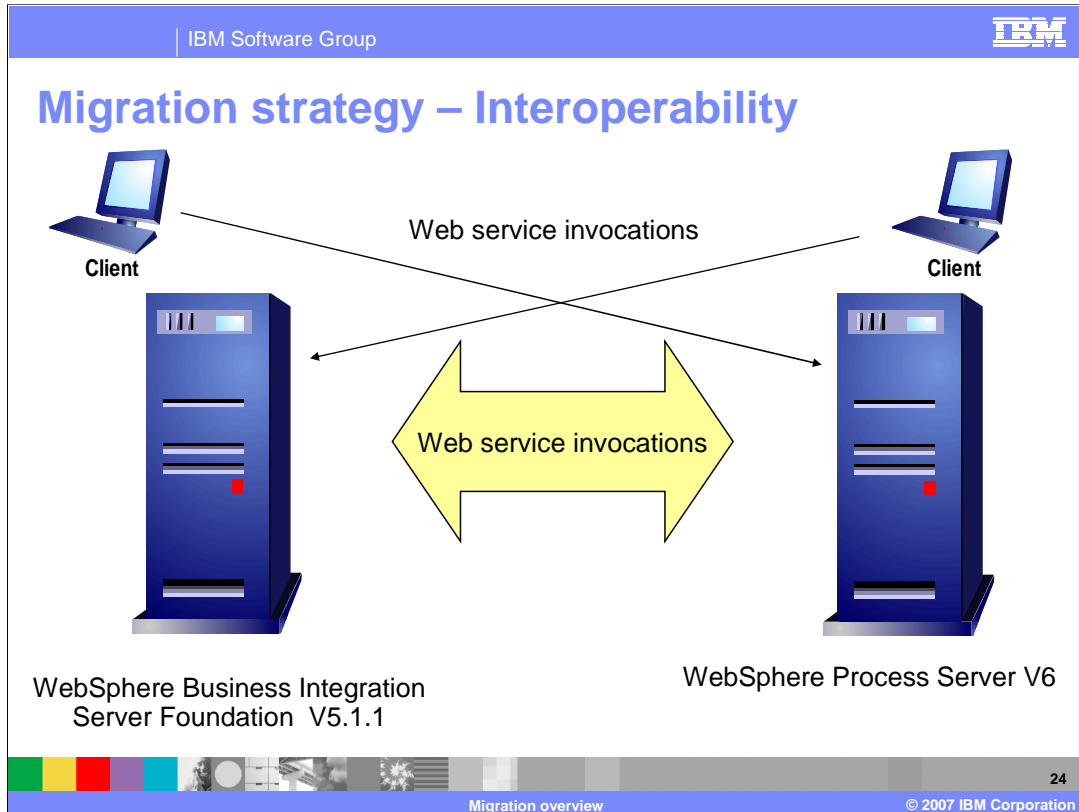 IBM Software Group
IBM
Migration strategy – Interoperability
Web service invocations
Client
Client
Web service invocations
WebSphere Business Integration
Server Foundation V5.1.1
WebSphere Process Server V6
24
Migration overview
© 2007 IBM Corporation